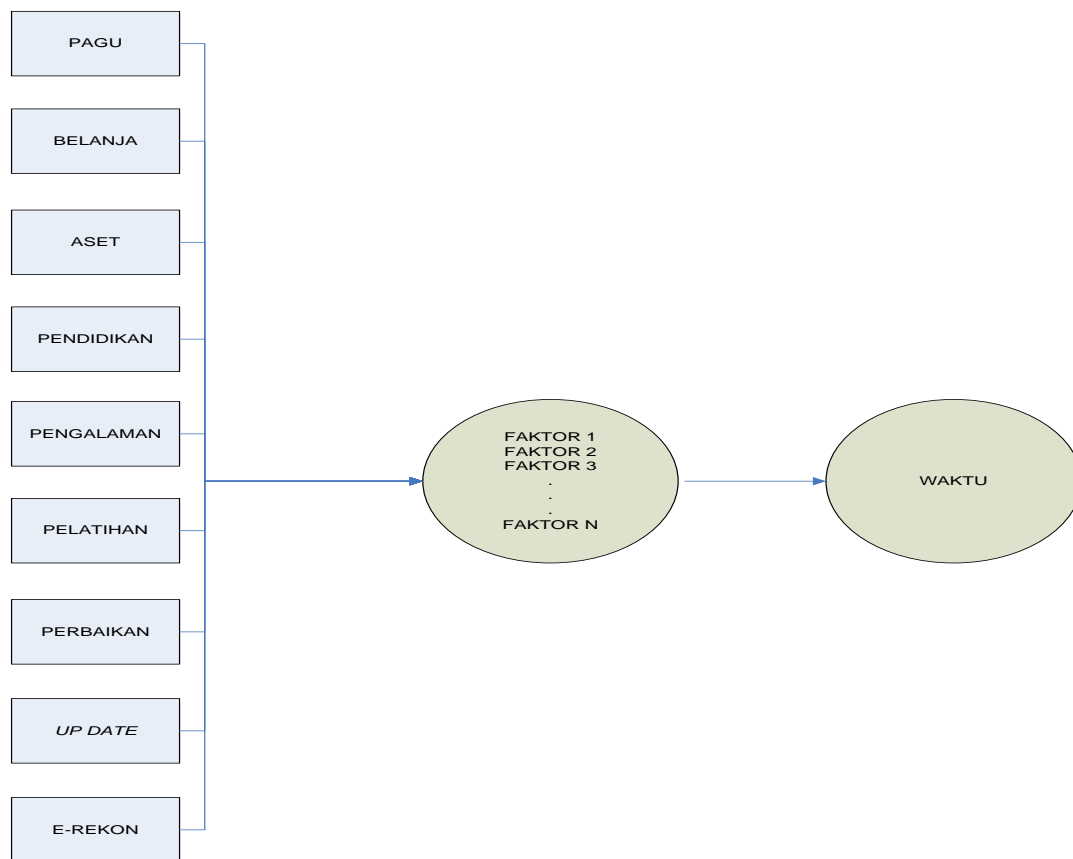 PAGU
BELANJA
ASET
PENDIDIKAN
PENGALAMAN
PELATIHAN
PERBAIKAN
UP DATE
E-REKON
FAKTOR 1
FAKTOR 2
FAKTOR 3
.
.
.
FAKTOR N
WAKTU